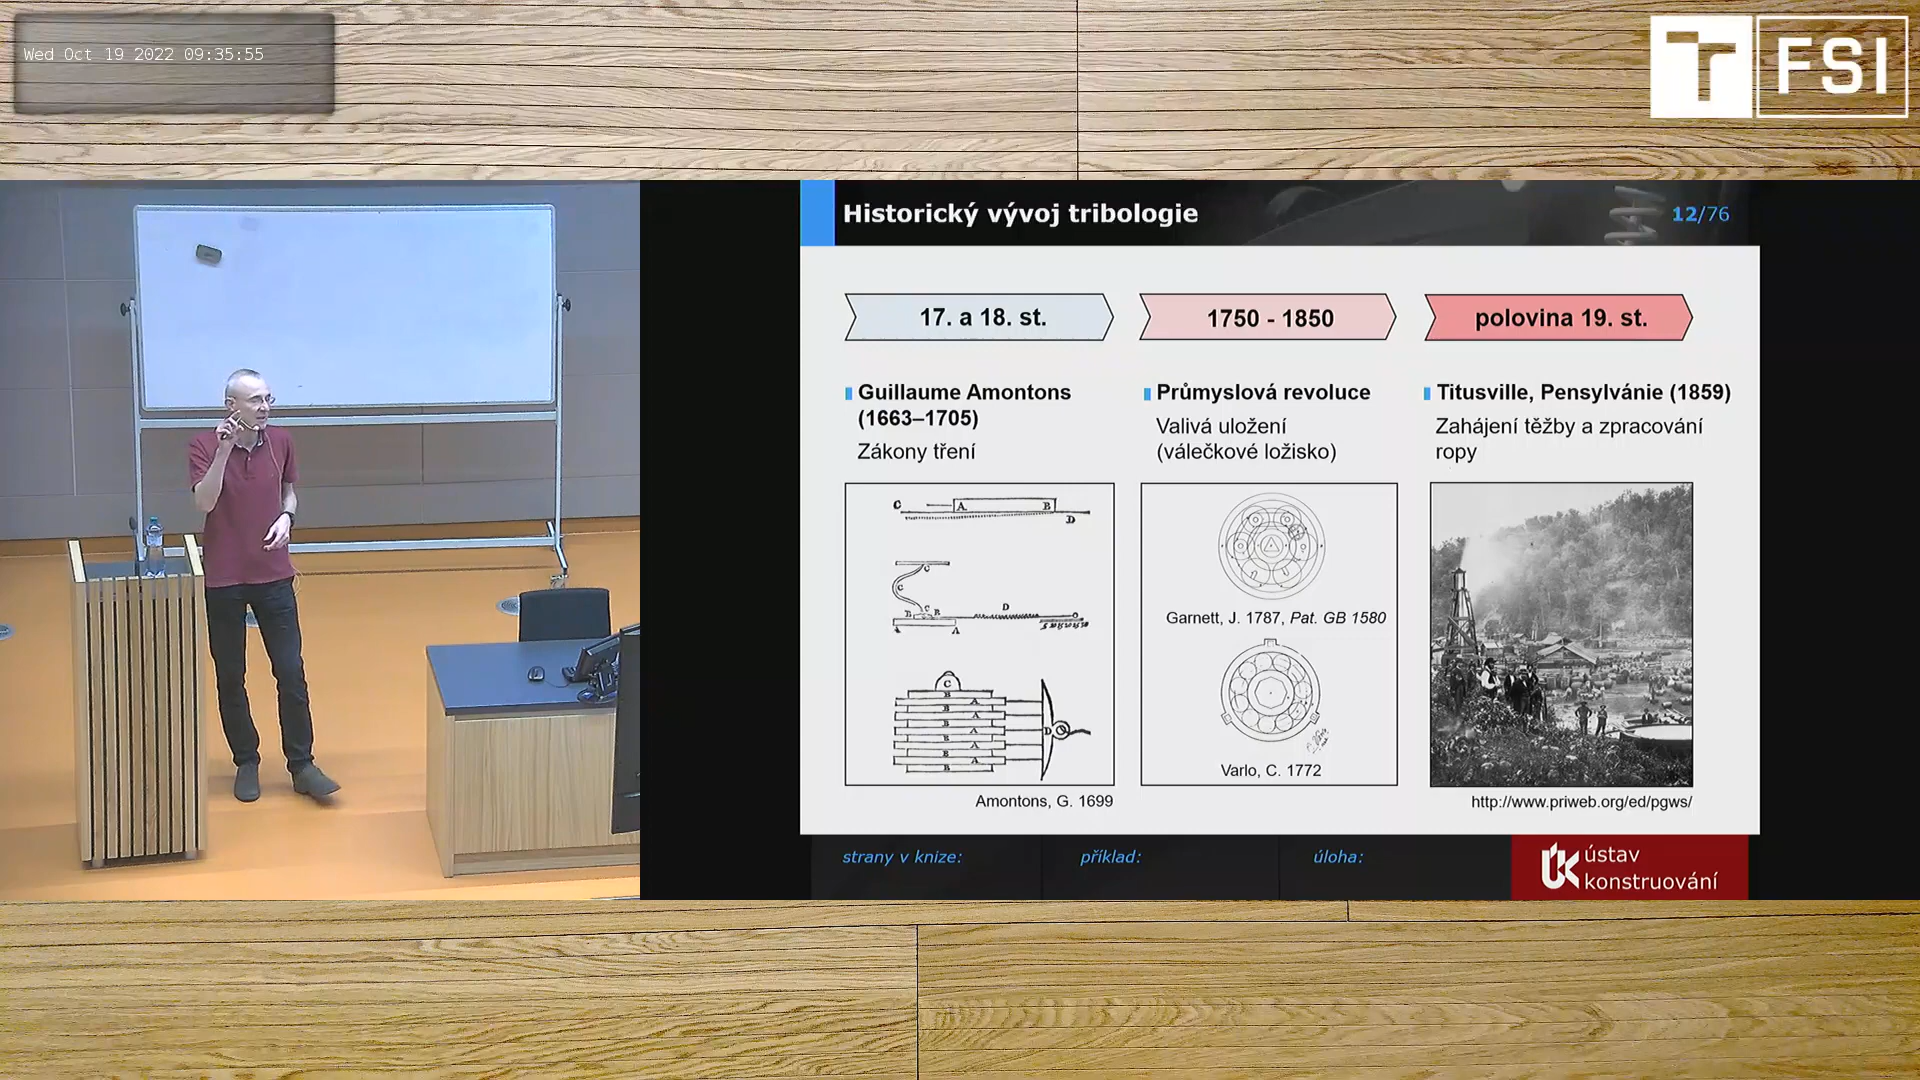 Wed Oct 19 2022 09:35:55
T FSI
Historický vývoj tribologie
12/76
17. a 18. st.
1750 - 1850
polovina 19. st.
Guillaume Amontons
(1663–1705)
Zákony tření
Průmyslová revoluce
Valivá uložení
(válečkové ložisko)
Titusville, Pensylvánie (1859)
Zahájení těžby a zpracování
ropy
C A B D
C
C
B C R D
A A
C
B
A
B
A
B
A
B
A
B
A
B
D
Amontons, G. 1699
Garnett, J. 1787, Pat. GB 1580
Varlo, C. 1772
http://www.priweb.org/ed/pgws/
strany v knize:
příklad:
úloha:
ústav
konstruování